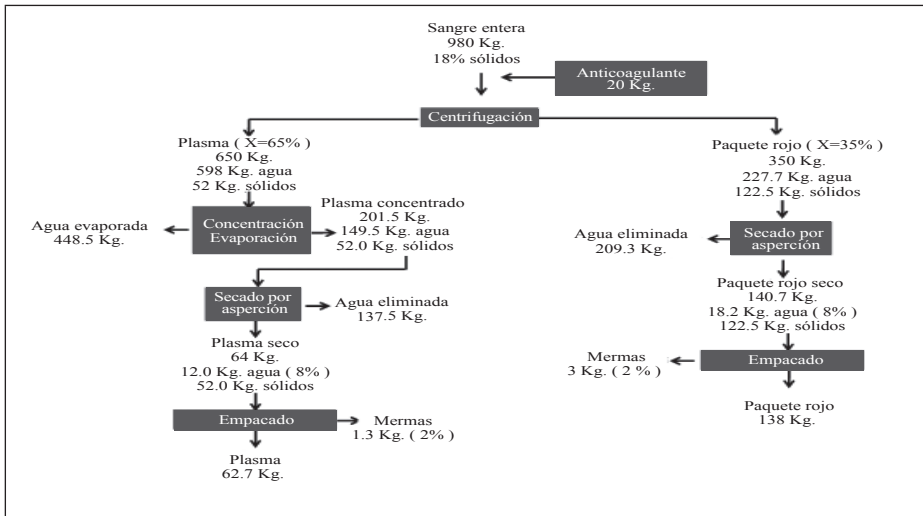 Sangre entera
980 Kg.
18% sólidos
Anticoagulante
20 Kg.
Centrifugación
Plasma ( X=65% )
650 Kg.
598 Kg. agua
52 Kg. sólidos
Concentración
Evaporación
Agua evaporada
448.5 Kg.
Plasma concentrado
201.5 Kg.
149.5 Kg. agua
52.0 Kg. sólidos
Secado por
asperción
Agua eliminada
137.5 Kg.
Plasma seco
64 Kg.
12.0 Kg. agua ( 8% )
52.0 Kg. sólidos
Empacado
Mermas
1.3 Kg. ( 2% )
Plasma
62.7 Kg.
Paquete rojo ( X=35% )
350 Kg.
227.7 Kg. agua
122.5 Kg. sólidos
Secado por
asperción
Agua eliminada
209.3 Kg.
Paquete rojo seco
140.7 Kg.
18.2 Kg. agua ( 8% )
122.5 Kg. sólidos
Empacado
Mermas
3 Kg. ( 2 % )
Paquete rojo
138 Kg.